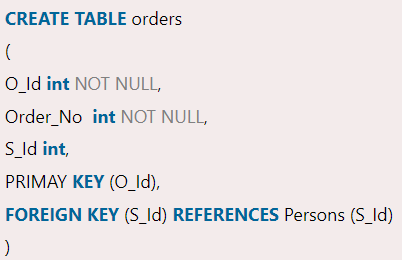 CREATE TABLE orders
(
O_Id int NOT NULL,
Order_No  int NOT NULL,
S_Id int,
PRIMAY KEY (O_Id),
FOREIGN KEY (S_Id) REFERENCES Persons (S_Id)
)